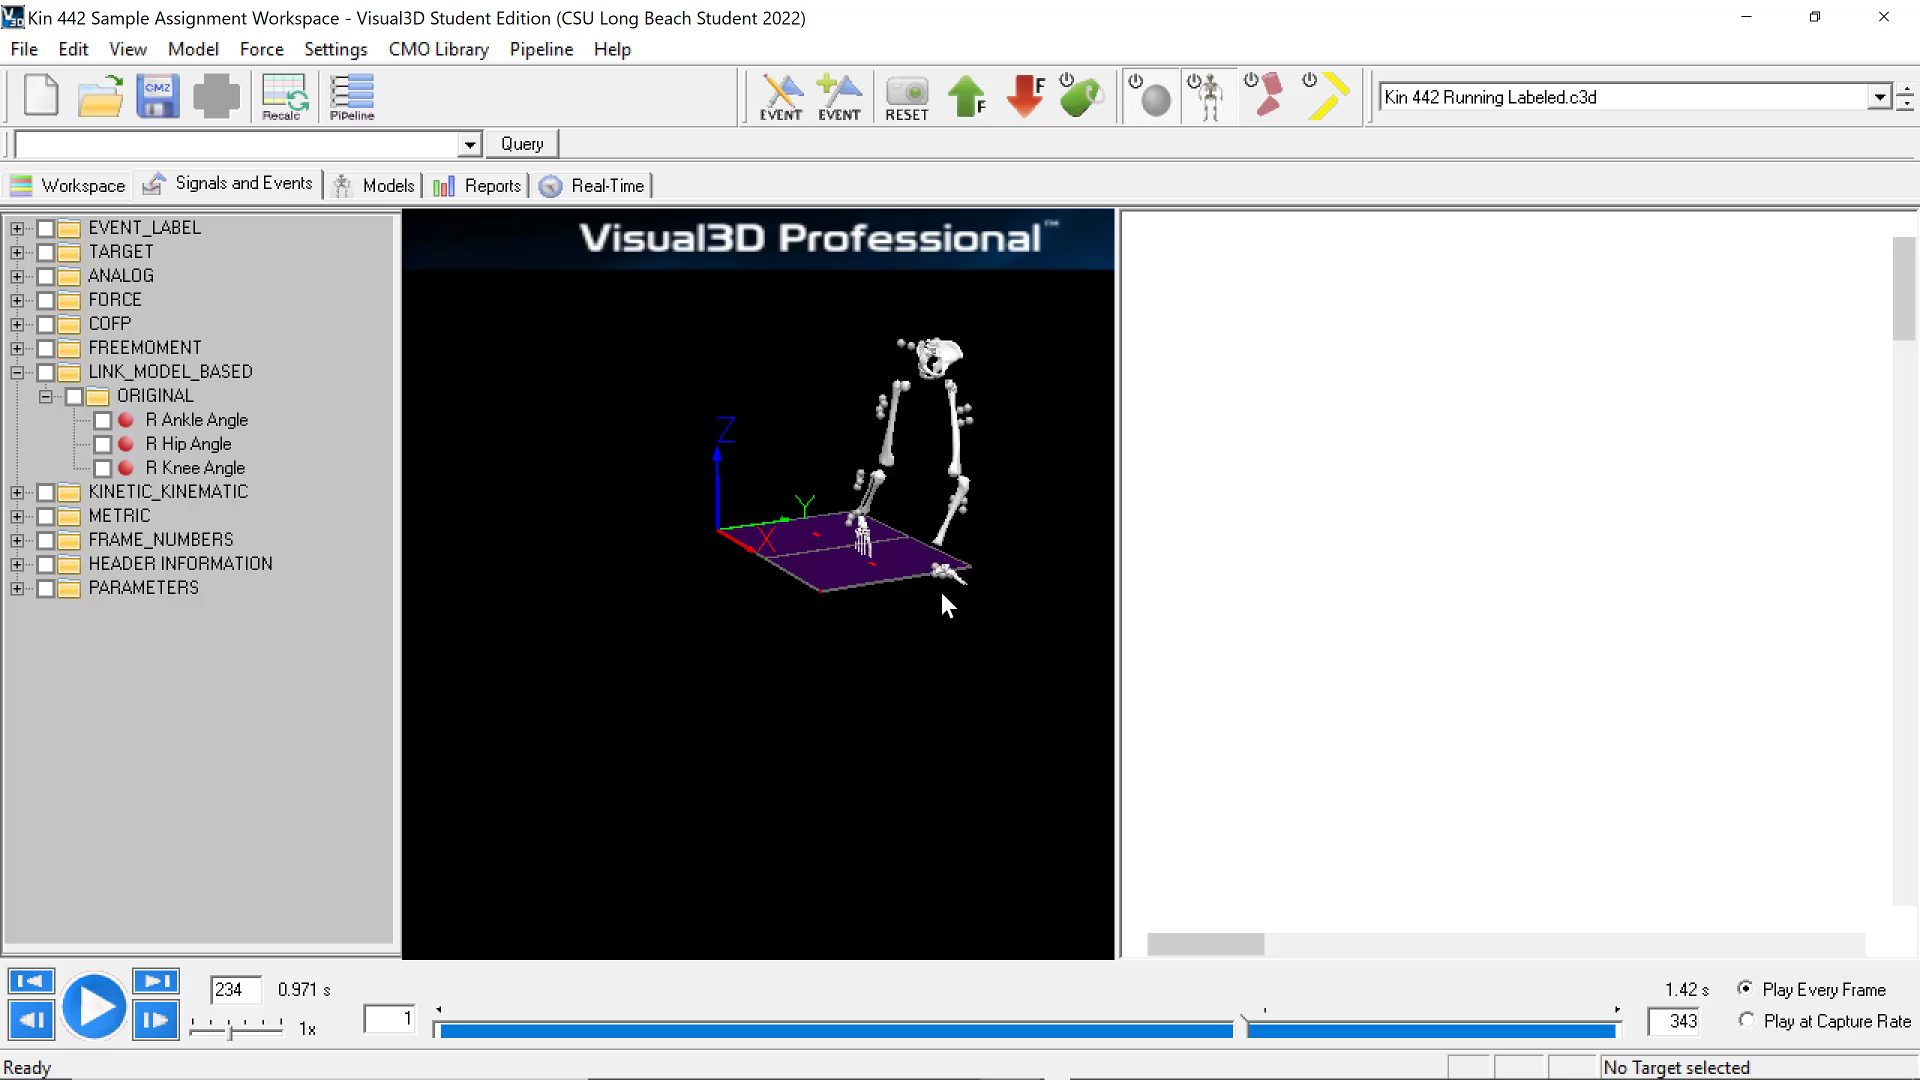 Kin 442 Sample Assignment Workspace - Visual3D Student Edition (CSU Long Beach Student 2022)
File Edit View Model Force Settings CMO Library Pipeline Help
CMZ
Recalc Pipeline EVENT EVENT RESET F F Kin 442 Running Labeled.c3d
Query
Workspace Signals and Events Models Reports Real-Time
Visual3D Professional™
EVENT_LABEL
TARGET
ANALOG
FORCE
COFP
FREEMOMENT
LINK_MODEL_BASED
ORIGINAL
R Ankle Angle
R Hip Angle
R Knee Angle
KINETIC_KINEMATIC
METRIC
FRAME_NUMBERS
HEADER INFORMATION
PARAMETERS
Z
Y
X
234 0.971 s 1.42 s Play Every Frame
1x 1 343 Play at Capture Rate
Ready No Target selected